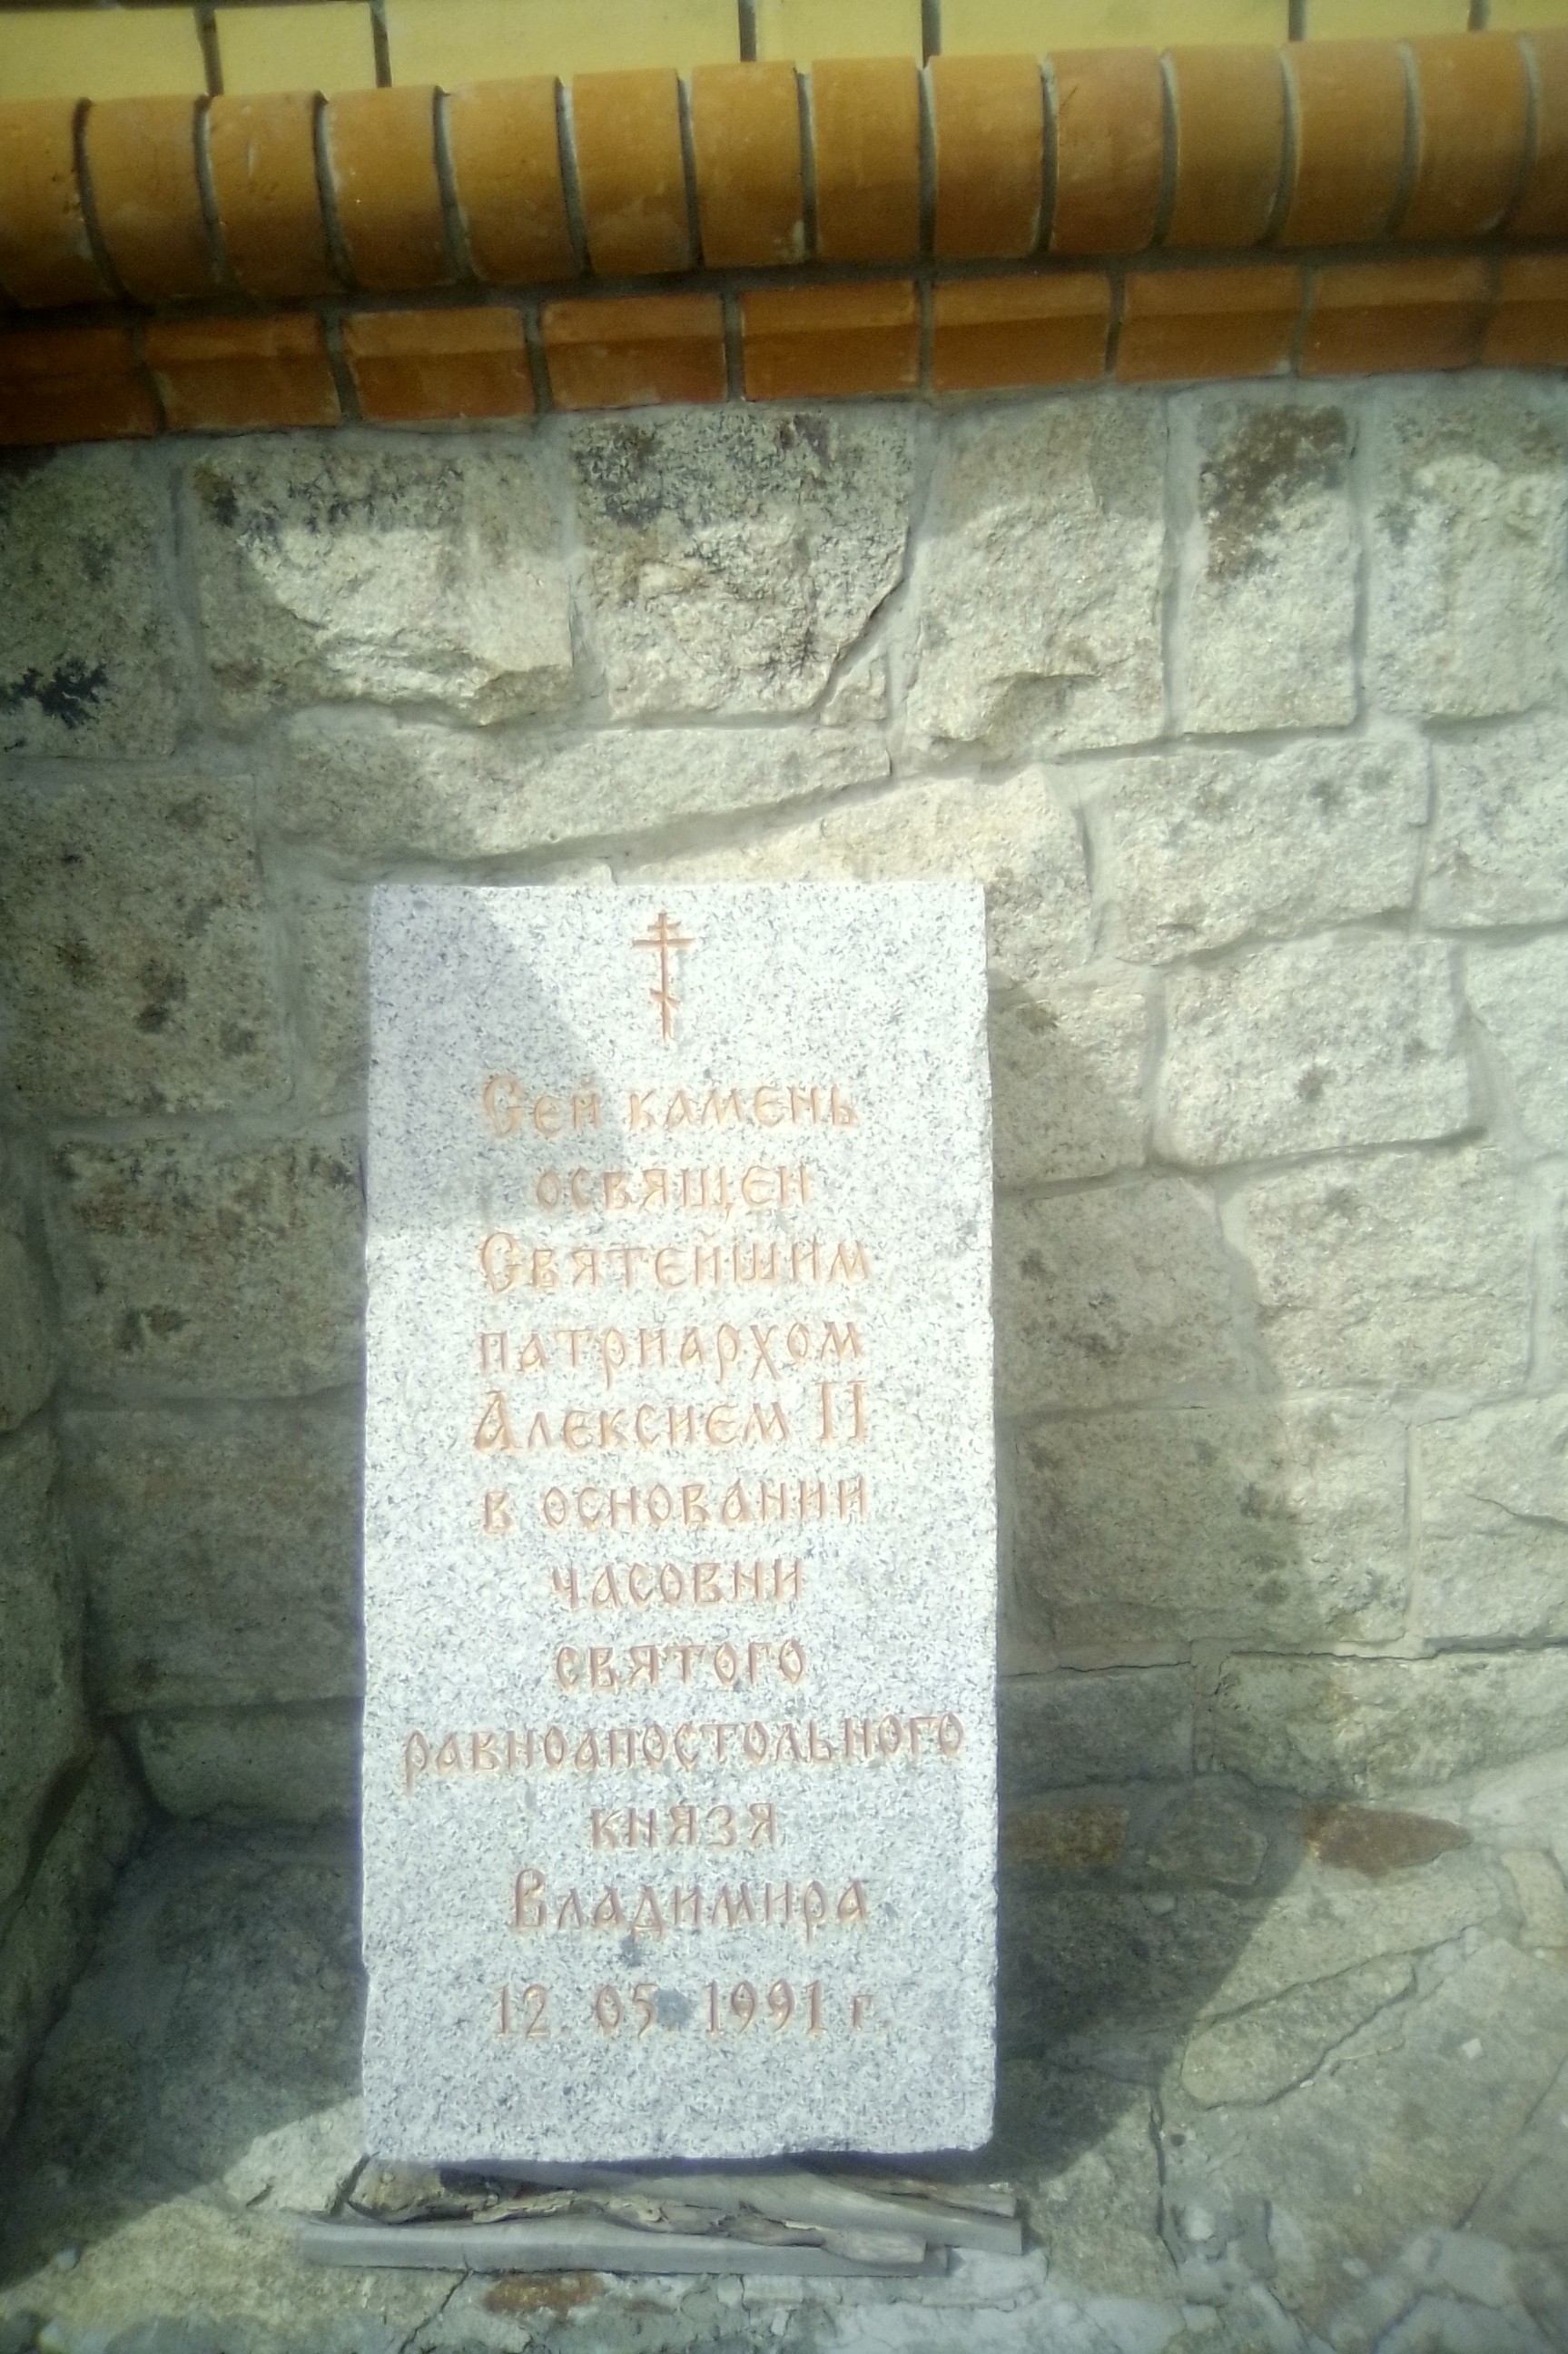 Сей камень
освящен
Святейшим
патриархом
Алексием II
в основании
часовни
святого
равноапостольного
князя
Владимира
12. 05. 1991 г.